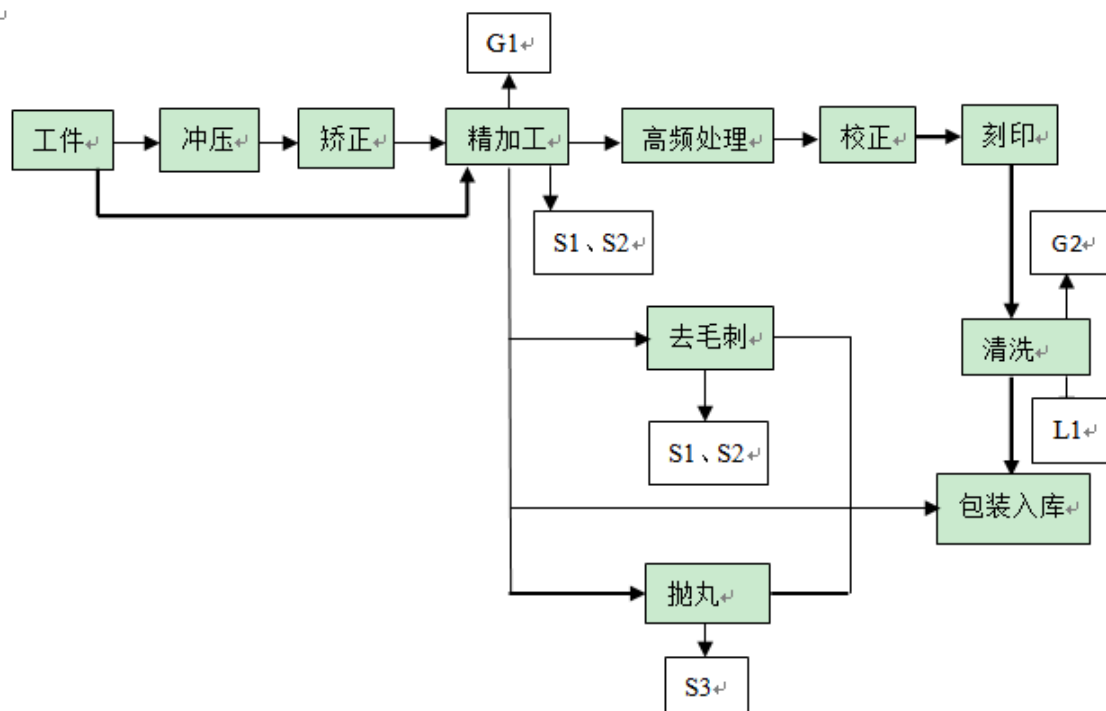 G1
工件
冲压
矫正
精加工
高频处理
校正
刻印
S1、S2
G2
去毛刺
清洗
S1、S2
L1
包装入库
抛丸
S3